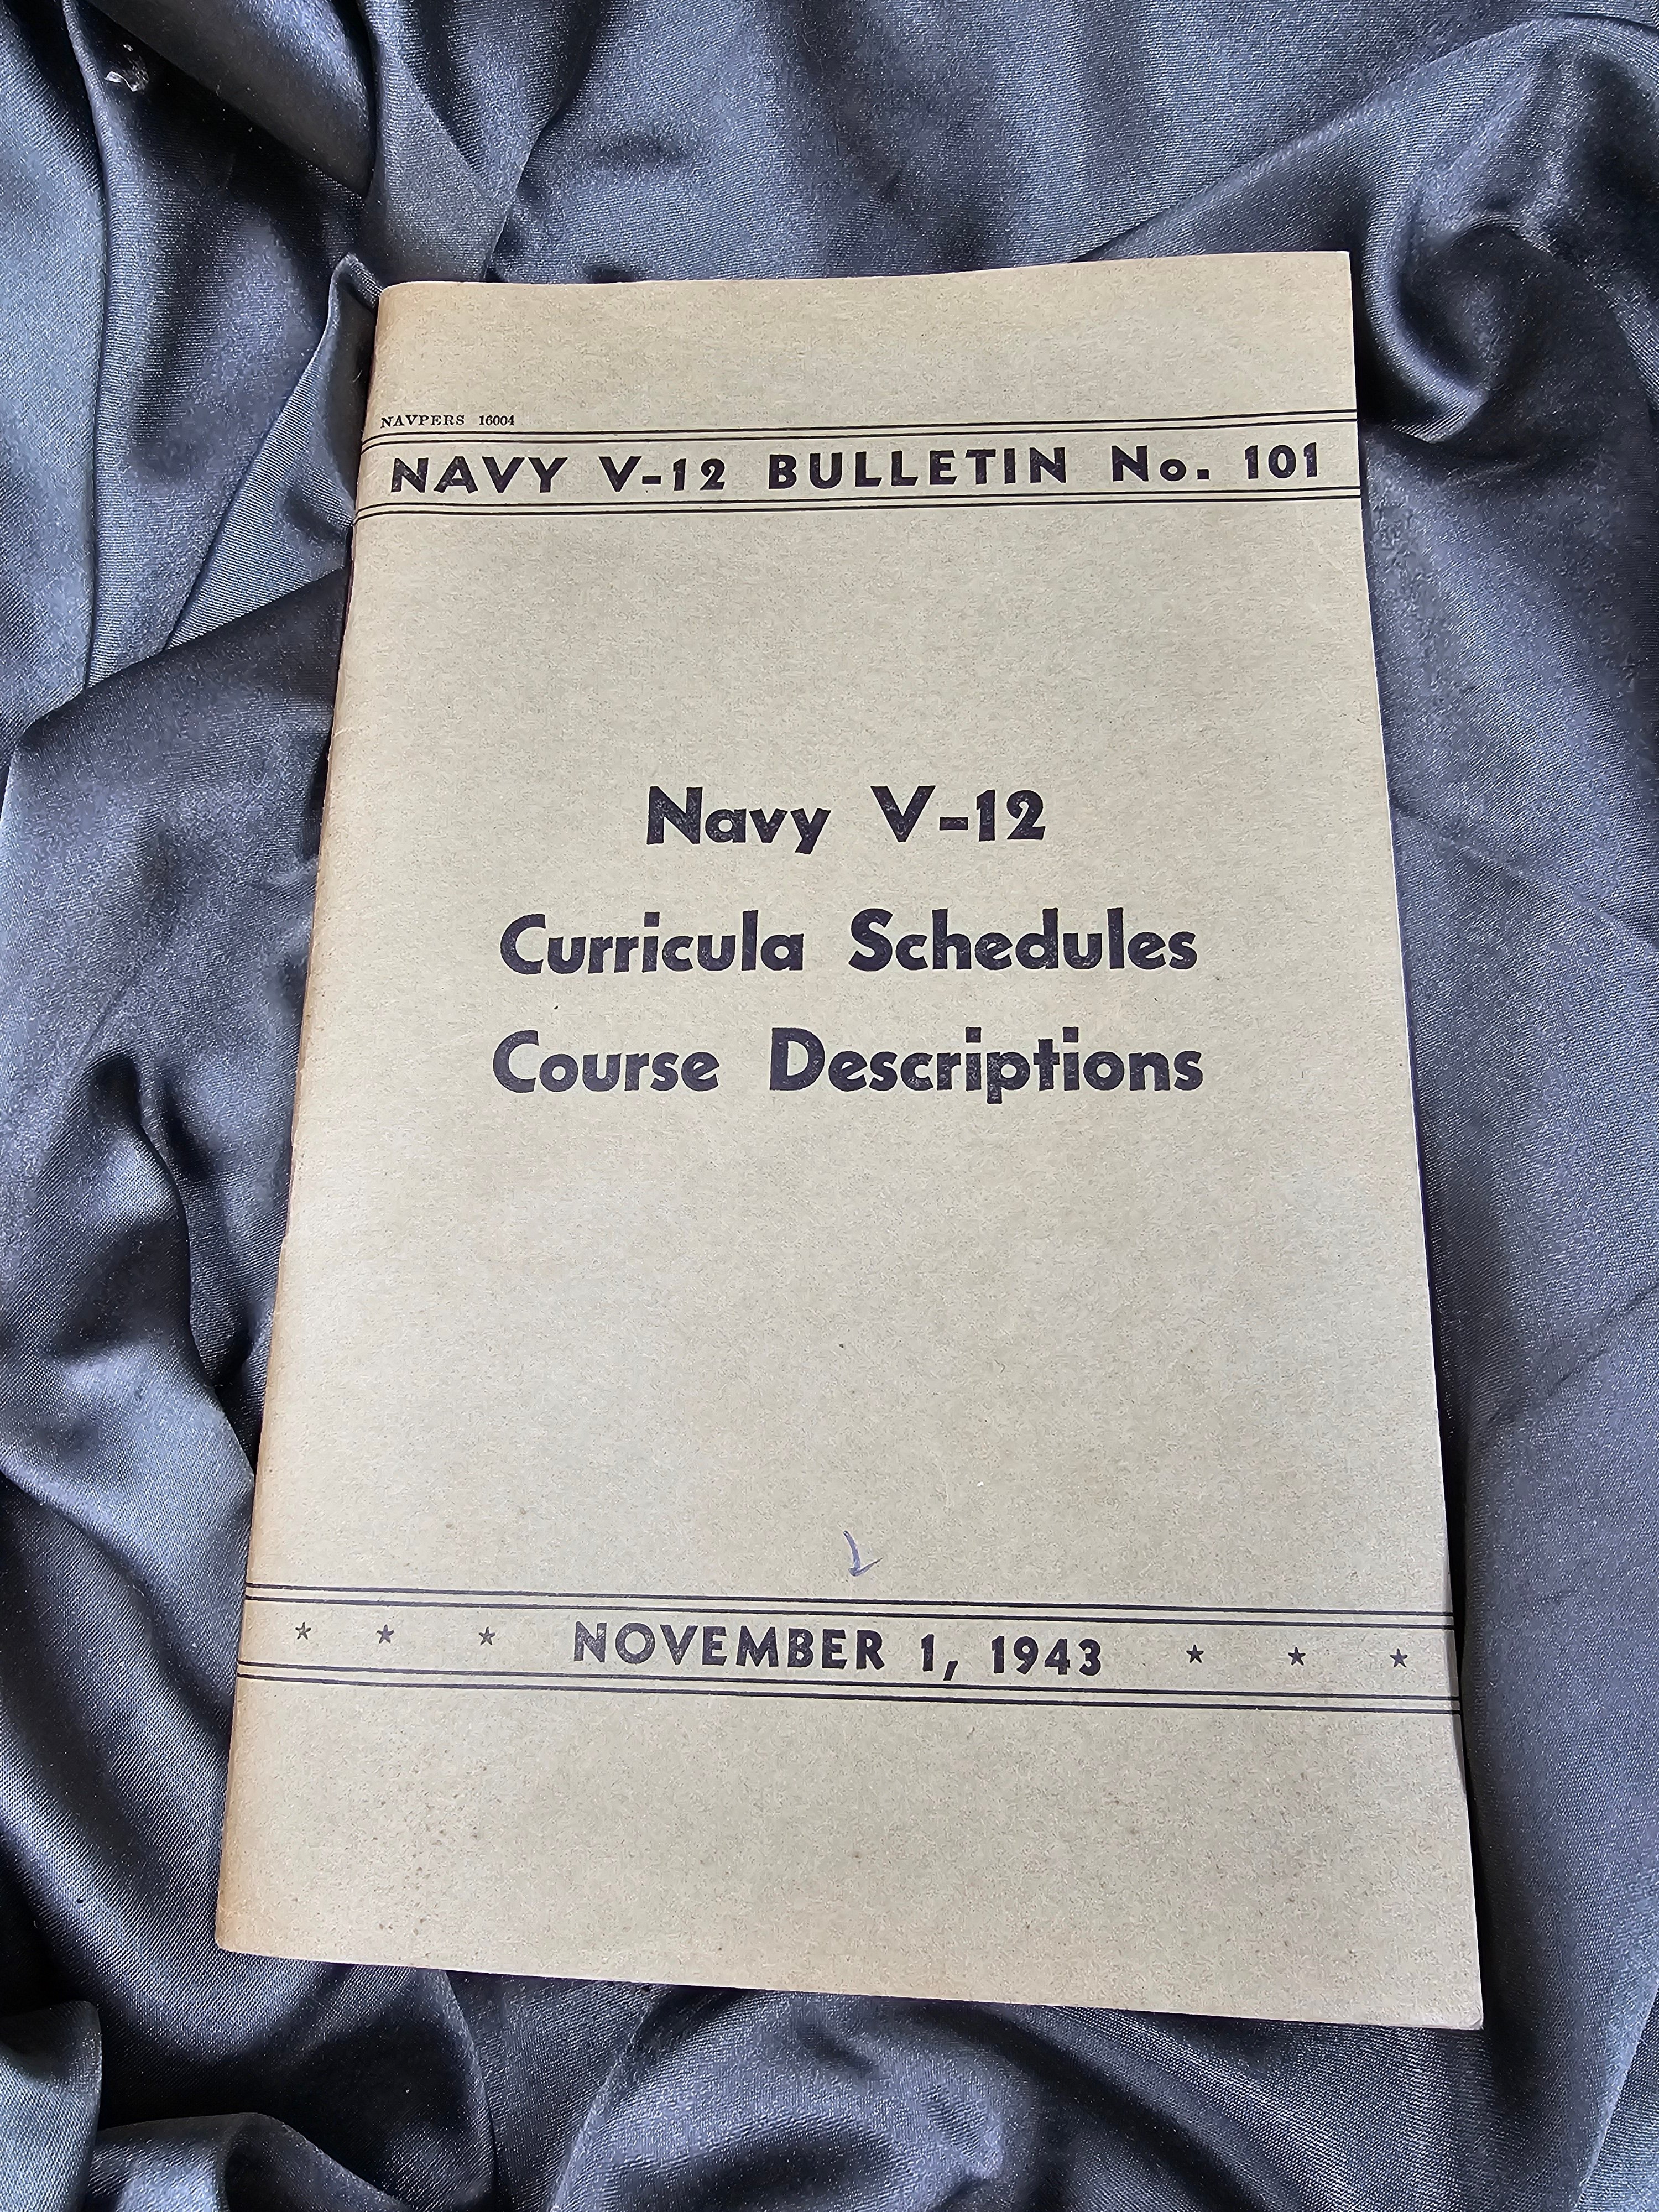 NAVPERS 16004
NAVY V-12 BULLETIN No. 101
Navy V-12
Curricula Schedules
Course Descriptions
★ ★ ★ NOVEMBER 1, 1943 ★ ★ ★